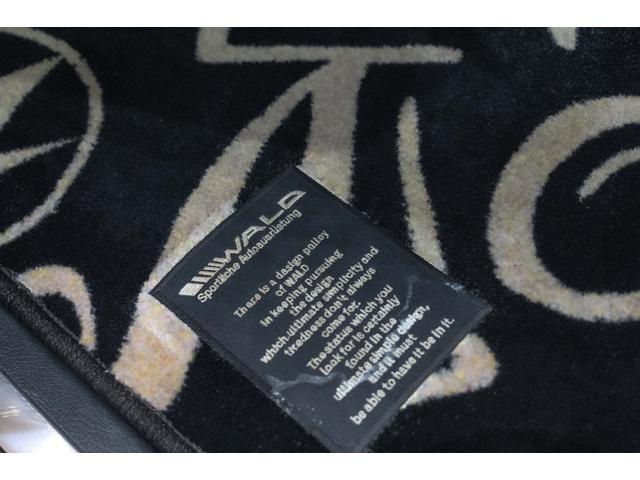 WALD
Sportliche Autoausrüstung
There is a design policy
of WALD
In keeping pursuing
the design
which ultimate simplicity and
tiredness don't always
come for.
The status which you
look for is certainly
found in the
ultimate simple design,
and it must
be able to have it be in it.